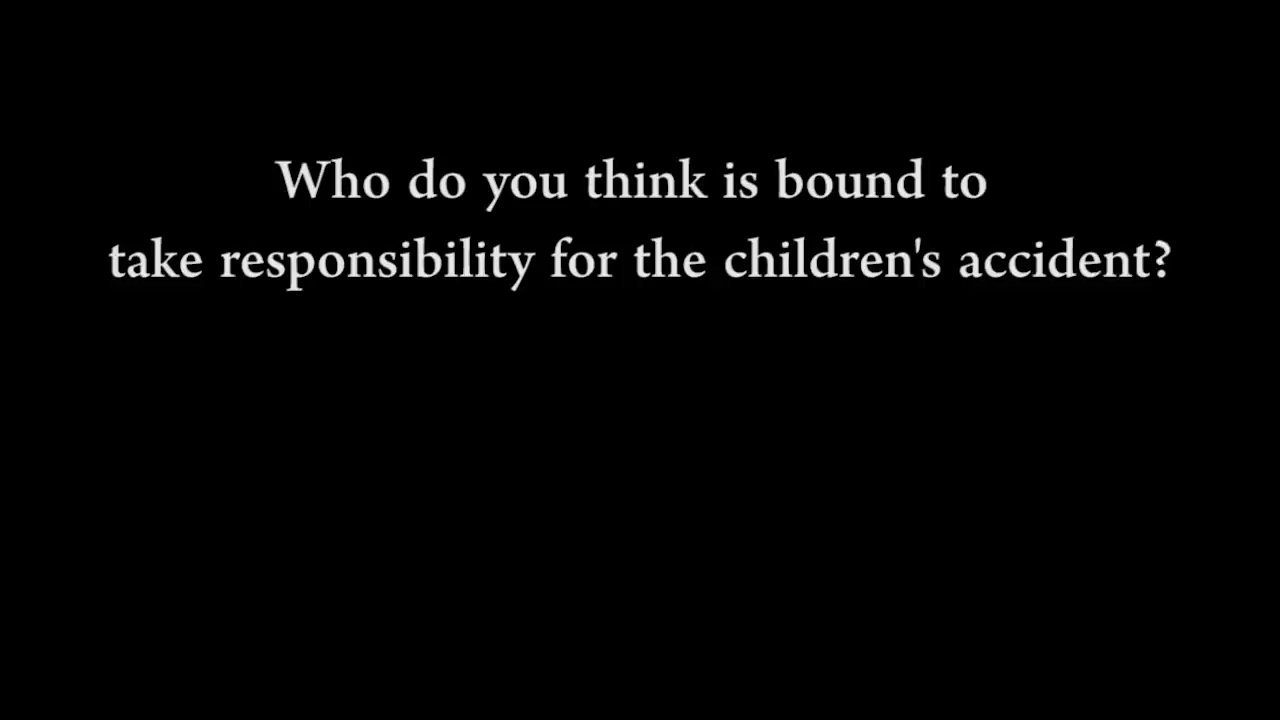 Who do you think is bound to
take responsibility for the children's accident?